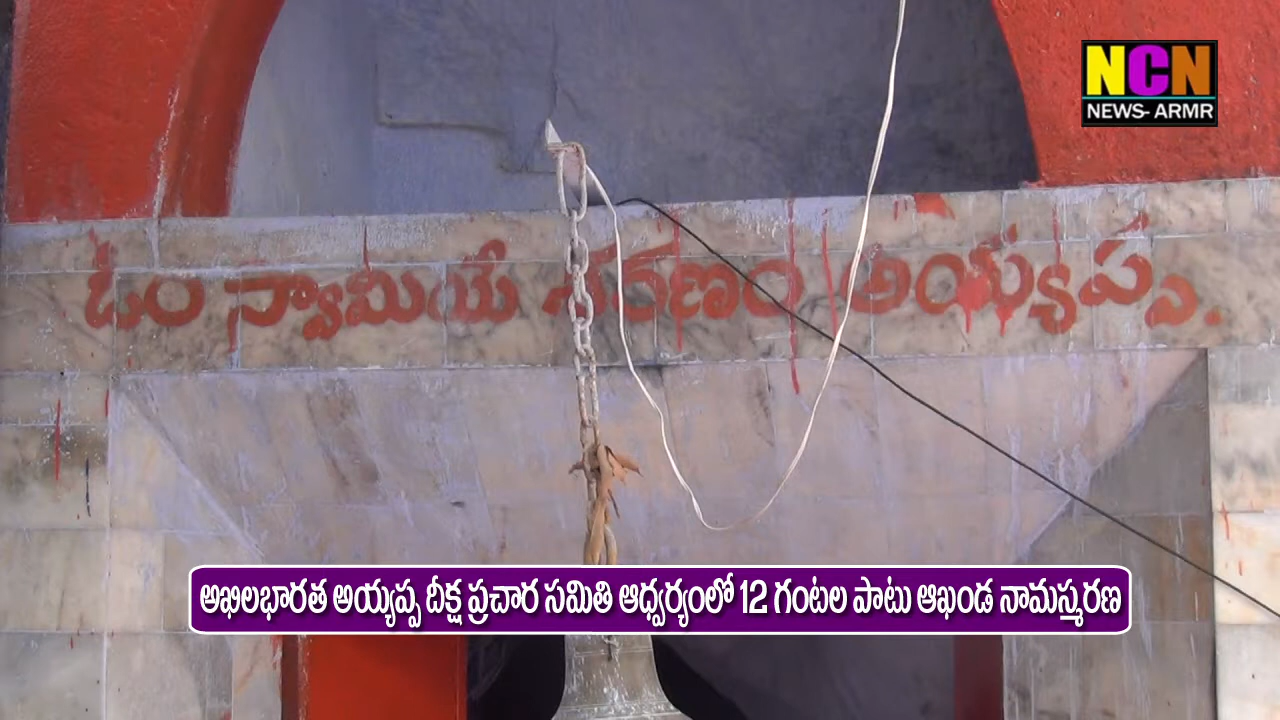 NCN
NEWS- ARMR
ఓం స్వామియే శరణం అయ్యప్ప.
అఖిలభారత అయ్యప్ప దీక్ష ప్రచార సమితి ఆధ్వర్యంలో 12 గంటల పాటు ఆఖండ నామస్మరణ